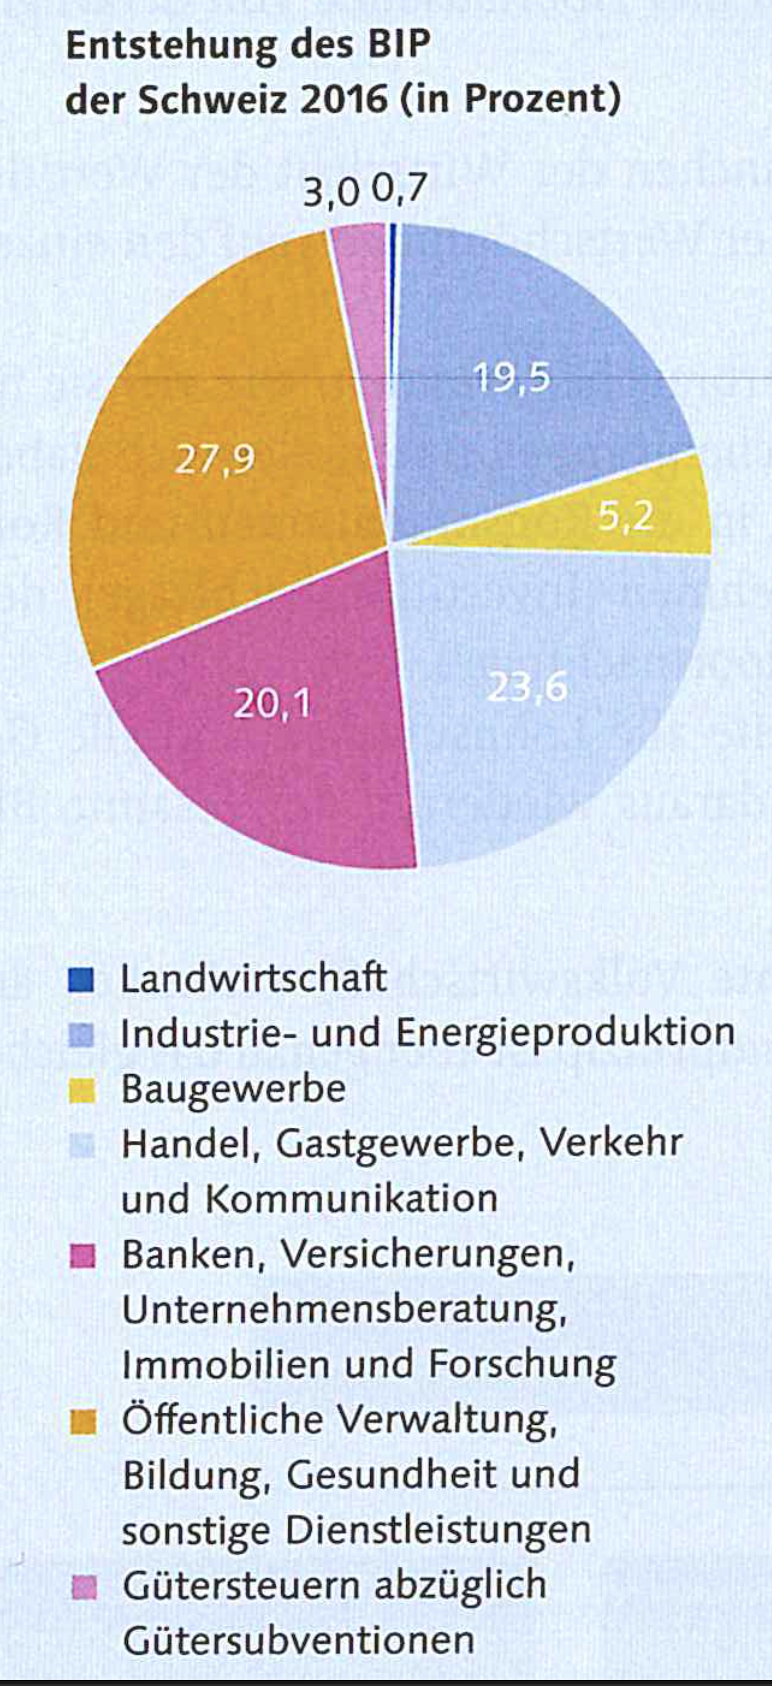 Entstehung des BIP
der Schweiz 2016 (in Prozent)
3,0 0,7
19,5
27,9
5,2
23,6
20,1
Landwirtschaft
Industrie- und Energieproduktion
Baugewerbe
Handel, Gastgewerbe, Verkehr
und Kommunikation
Banken, Versicherungen,
Unternehmensberatung,
Immobilien und Forschung
Öffentliche Verwaltung,
Bildung, Gesundheit und
sonstige Dienstleistungen
Gütersteuern abzüglich
Gütersubventionen